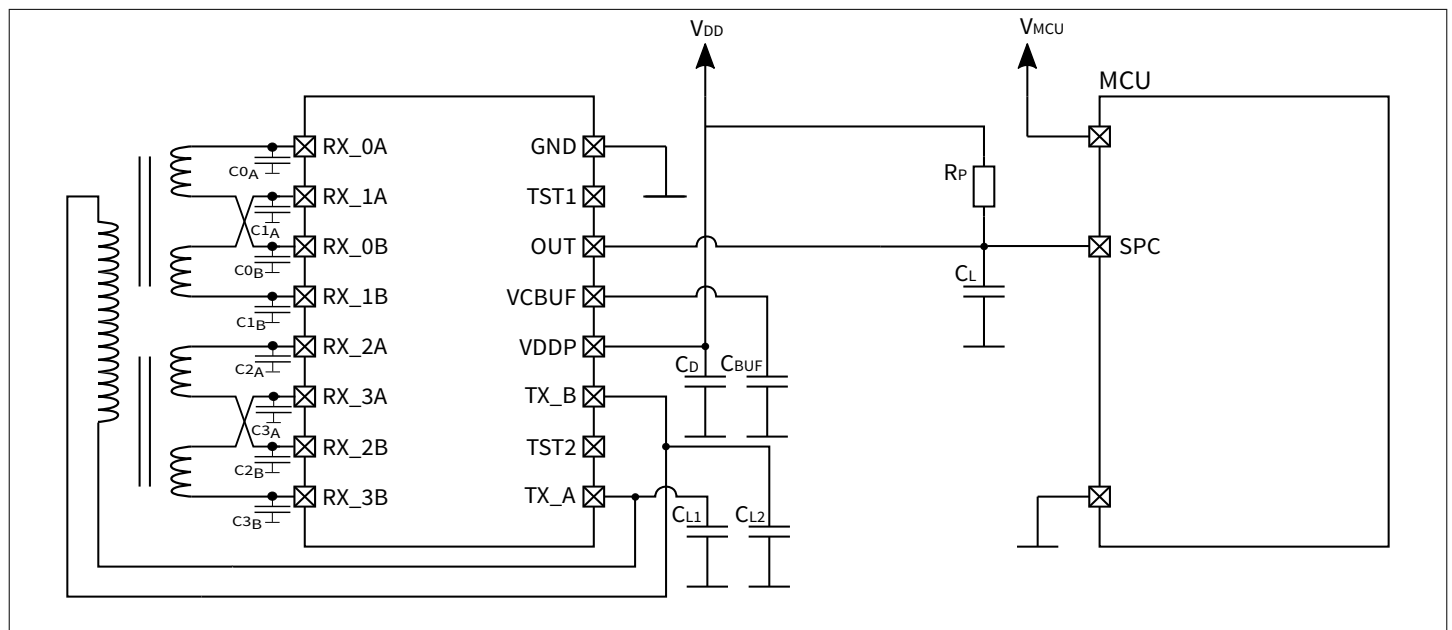 VDD
VMCU
MCU
RX_0A
GND
C0A
RP
RX_1A
TST1
C1A
RX_0B
OUT
SPC
C0B
CL
RX_1B
VCBUF
C1B
RX_2A
VDDP
C2A
CD
CBUF
RX_3A
TX_B
C3A
RX_2B
TST2
C2B
RX_3B
TX_A
C3B
CL1
CL2